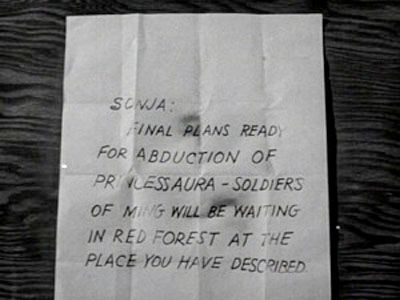 SONJA:
FINAL PLANS READY
FOR ABDUCTION OF
PRINCESSAURA - SOLDIERS
OF MING WILL BE WAITING
IN RED FOREST AT THE
PLACE YOU HAVE DESCRIBED.